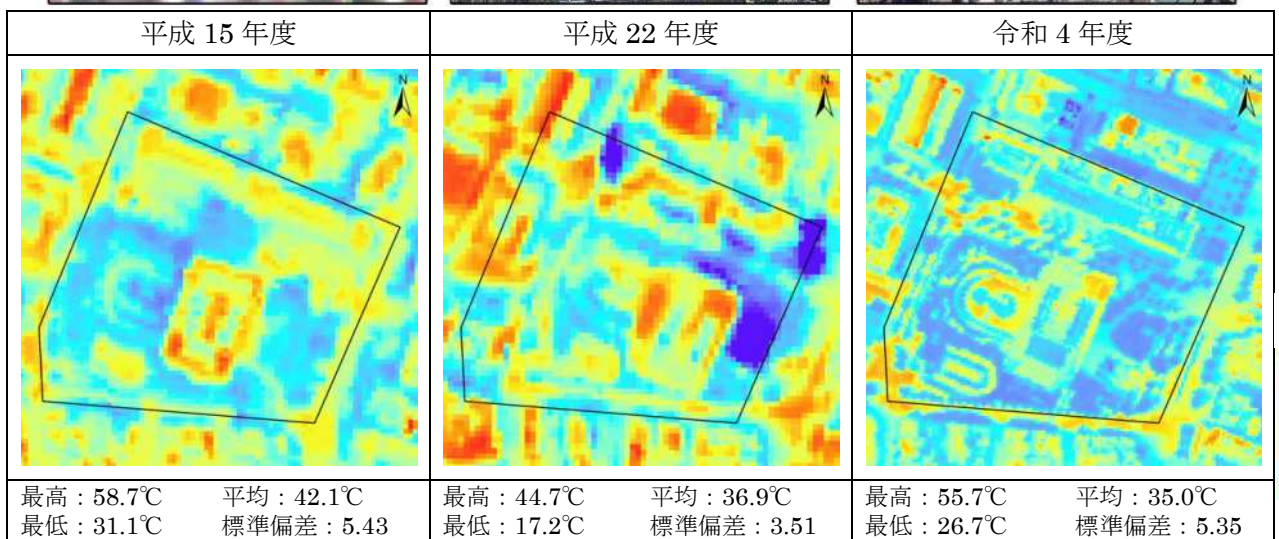 平成 15 年度
平成 22 年度
令和 4 年度
N
N
N
最高：58.7℃ 平均：42.1℃
最低：31.1℃ 標準偏差：5.43
最高：44.7℃ 平均：36.9℃
最低：17.2℃ 標準偏差：3.51
最高：55.7℃ 平均：35.0℃
最低：26.7℃ 標準偏差：5.35